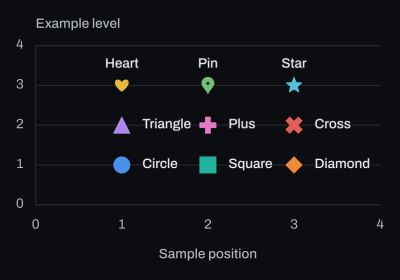 Example level
4
Heart Pin Star
3
2 Triangle Plus Cross
1 Circle Square Diamond
0
0 1 2 3 4
Sample position